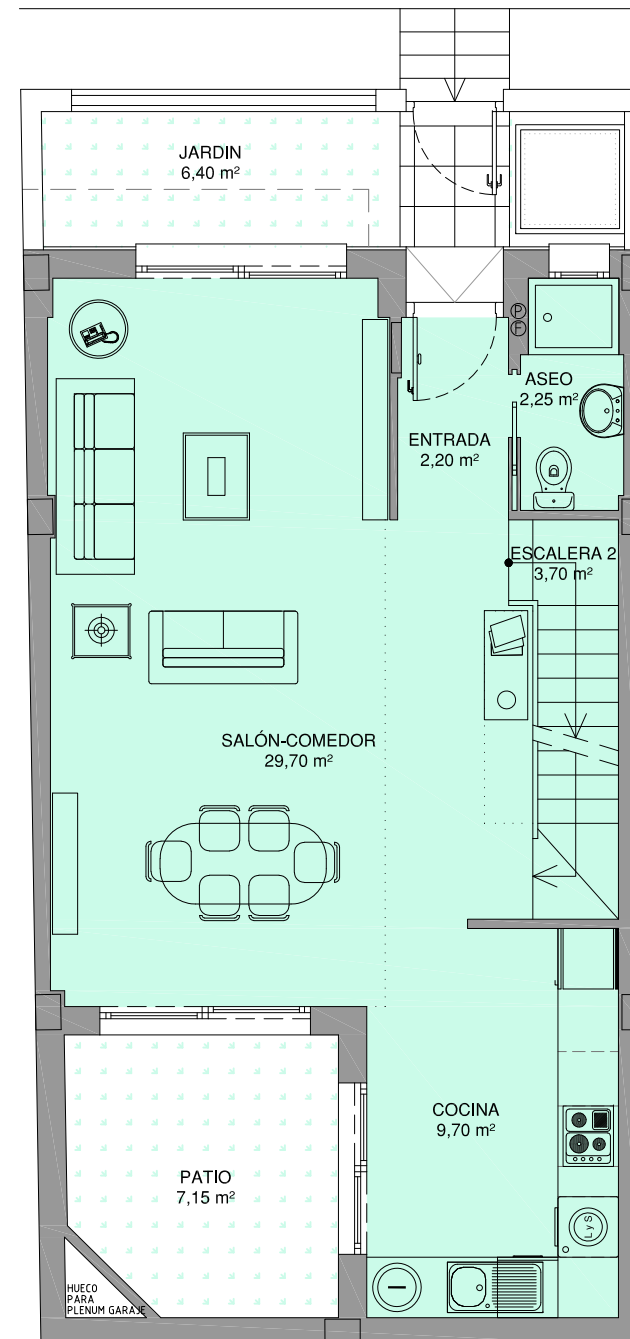 JARDIN
6,40 m²
P
F
ASEO
2,25 m²
ENTRADA
2,20 m²
ESCALERA 2
3,70 m²
SALÓN-COMEDOR
29,70 m²
COCINA
9,70 m²
PATIO
7,15 m²
LyS
HUECO
PARA
PLENUM GARAJE